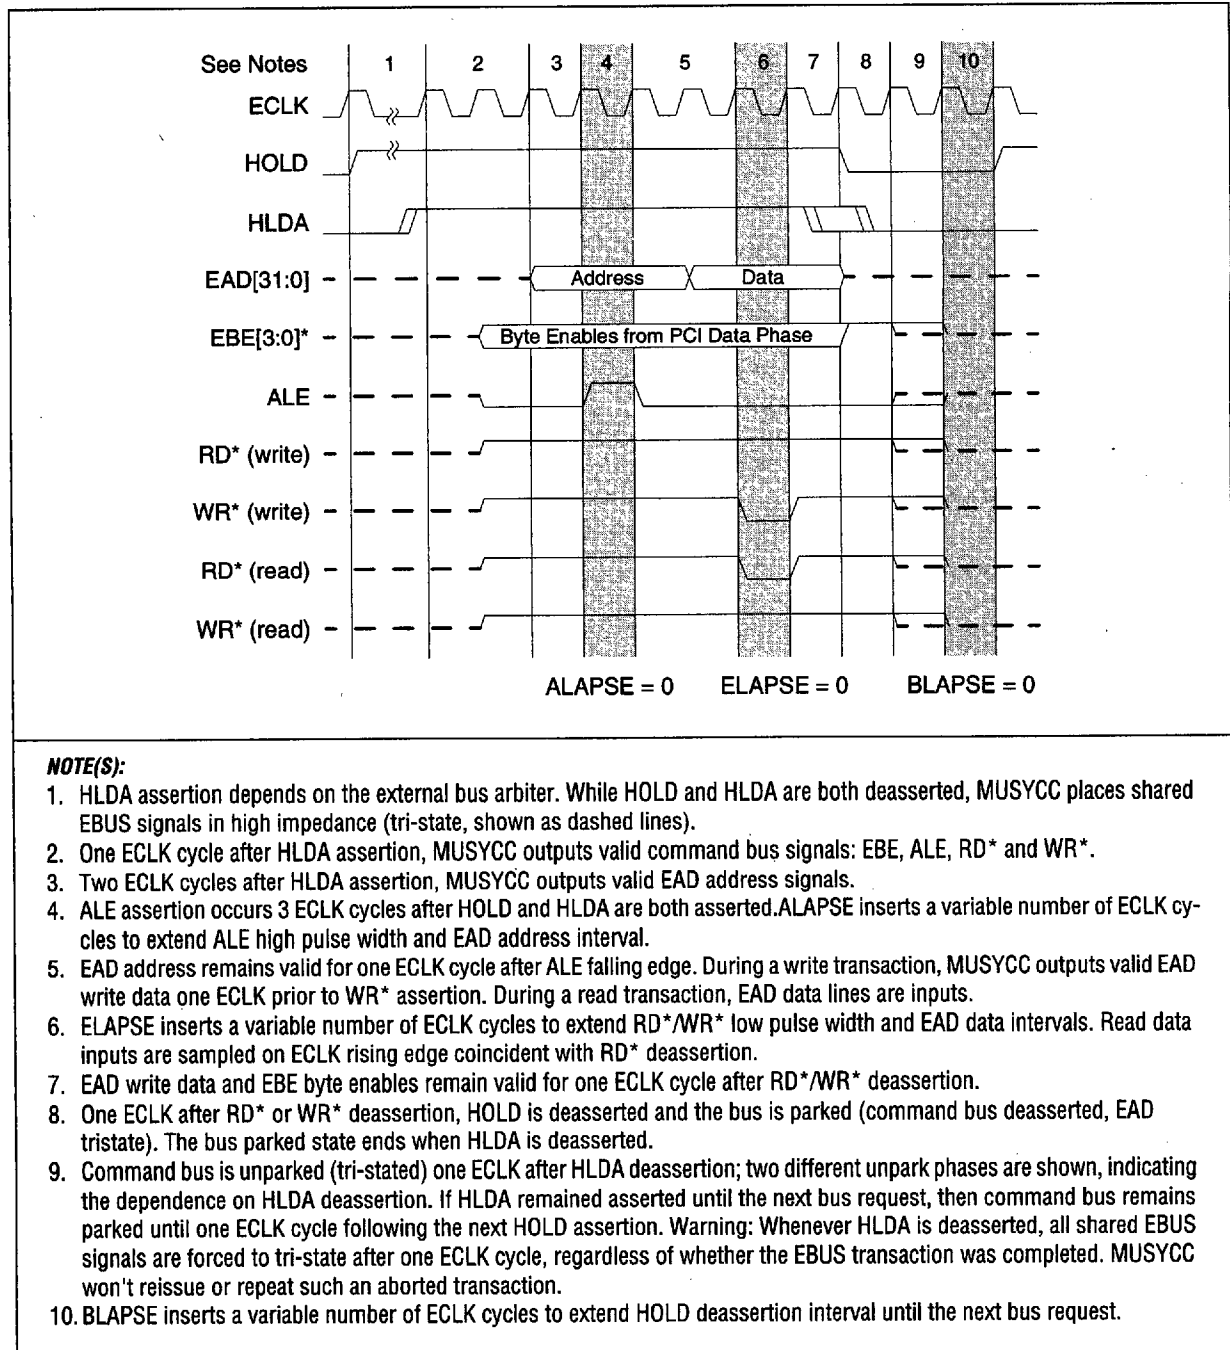 See Notes 1 2 3 4 5 6 7 8 9 10
ECLK
HOLD
HLDA
EAD[31:0] Address Data
EBE[3:0]* Byte Enables from PCI Data Phase
ALE
RD* (write)
WR* (write)
RD* (read)
WR* (read)
ALAPSE = 0 ELAPSE = 0 BLAPSE = 0
NOTE(S):
1. HLDA assertion depends on the external bus arbiter. While HOLD and HLDA are both deasserted, MUSYCC places shared
EBUS signals in high impedance (tri-state, shown as dashed lines).
2. One ECLK cycle after HLDA assertion, MUSYCC outputs valid command bus signals: EBE, ALE, RD* and WR*.
3. Two ECLK cycles after HLDA assertion, MUSYCC outputs valid EAD address signals.
4. ALE assertion occurs 3 ECLK cycles after HOLD and HLDA are both asserted.ALAPSE inserts a variable number of ECLK cy-
cles to extend ALE high pulse width and EAD address interval.
5. EAD address remains valid for one ECLK cycle after ALE falling edge. During a write transaction, MUSYCC outputs valid EAD
write data one ECLK prior to WR* assertion. During a read transaction, EAD data lines are inputs.
6. ELAPSE inserts a variable number of ECLK cycles to extend RD*/WR* low pulse width and EAD data intervals. Read data
inputs are sampled on ECLK rising edge coincident with RD* deassertion.
7. EAD write data and EBE byte enables remain valid for one ECLK cycle after RD*/WR* deassertion.
8. One ECLK after RD* or WR* deassertion, HOLD is deasserted and the bus is parked (command bus deasserted, EAD
tristate). The bus parked state ends when HLDA is deasserted.
9. Command bus is unparked (tri-stated) one ECLK after HLDA deassertion; two different unpark phases are shown, indicating
the dependence on HLDA deassertion. If HLDA remained asserted until the next bus request, then command bus remains
parked until one ECLK cycle following the next HOLD assertion. Warning: Whenever HLDA is deasserted, all shared EBUS
signals are forced to tri-state after one ECLK cycle, regardless of whether the EBUS transaction was completed. MUSYCC
won't reissue or repeat such an aborted transaction.
10. BLAPSE inserts a variable number of ECLK cycles to extend HOLD deassertion interval until the next bus request.